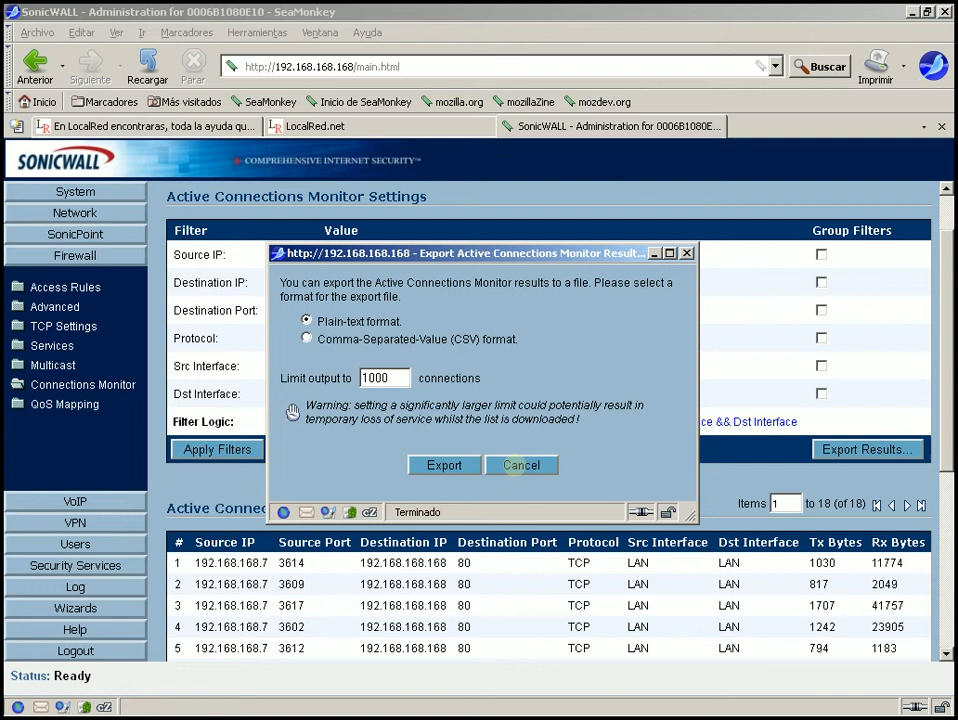 SonicWALL - Administration for 0006B1080E10 - SeaMonkey
Archivo Editar Ver Ir Marcadores Herramientas Ventana Ayuda
Anterior Siguiente Recargar Parar http://192.168.168.168/main.html Buscar Imprimir
Inicio Marcadores Más visitados SeaMonkey Inicio de SeaMonkey mozilla.org mozillaZine mozdev.org
En LocalRed encontraras, toda la ayuda qu... LocalRed.net SonicWALL - Administration for 0006B1080E...
SONICWALL COMPREHENSIVE INTERNET SECURITY™
System
Network
SonicPoint
Firewall
Access Rules
Advanced
TCP Settings
Services
Multicast
Connections Monitor
QoS Mapping
VoIP
VPN
Users
Security Services
Log
Wizards
Help
Logout
Active Connections Monitor Settings
Filter Value Group Filters
Source IP:
Destination IP:
Destination Port:
Protocol:
Src Interface:
Dst Interface:
Filter Logic: ce && Dst Interface
Apply Filters Export Results...
http://192.168.168.168 - Export Active Connections Monitor Result...
You can export the Active Connections Monitor results to a file. Please select a
format for the export file.
Plain-text format.
Comma-Separated-Value (CSV) format.
Limit output to 1000 connections
Warning: setting a significantly larger limit could potentially result in
temporary loss of service whilst the list is downloaded!
Export Cancel
Terminado
Active Conne Items 1 to 18 (of 18)
# Source IP Source Port Destination IP Destination Port Protocol Src Interface Dst Interface Tx Bytes Rx Bytes
1 192.168.168.7 3614 192.168.168.168 80 TCP LAN LAN 1030 11774
2 192.168.168.7 3609 192.168.168.168 80 TCP LAN LAN 817 2049
3 192.168.168.7 3617 192.168.168.168 80 TCP LAN LAN 1707 41757
4 192.168.168.7 3602 192.168.168.168 80 TCP LAN LAN 1242 23905
5 192.168.168.7 3612 192.168.168.168 80 TCP LAN LAN 794 1183
Status: Ready